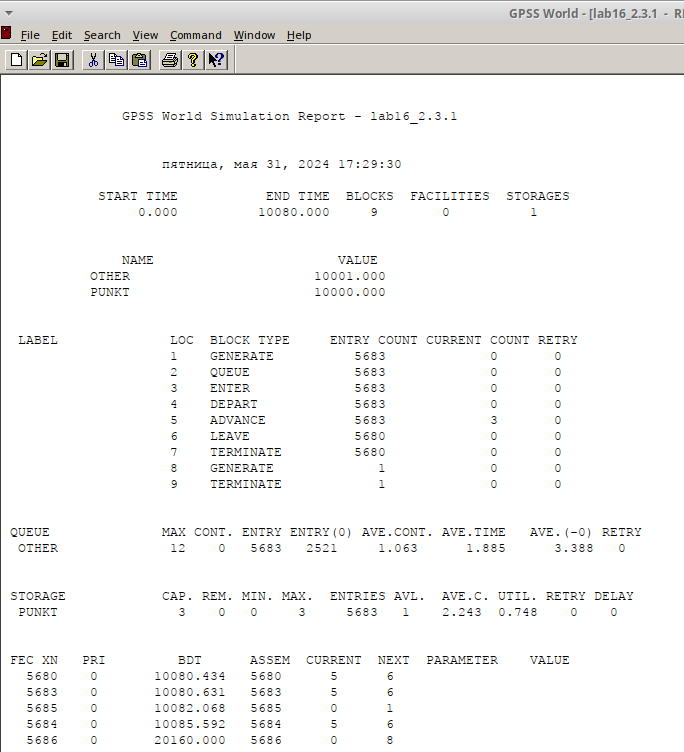 GPSS World - [lab16_2.3.1 - R
File Edit Search View Command Window Help
GPSS World Simulation Report - lab16_2.3.1
пятница, мая 31, 2024 17:29:30
START TIME END TIME BLOCKS FACILITIES STORAGES
0.000 10080.000 9 0 1
NAME VALUE
OTHER 10001.000
PUNKT 10000.000
LABEL LOC BLOCK TYPE ENTRY COUNT CURRENT COUNT RETRY
1 GENERATE 5683 0 0
2 QUEUE 5683 0 0
3 ENTER 5683 0 0
4 DEPART 5683 0 0
5 ADVANCE 5683 3 0
6 LEAVE 5680 0 0
7 TERMINATE 5680 0 0
8 GENERATE 1 0 0
9 TERMINATE 1 0 0
QUEUE MAX CONT. ENTRY ENTRY(0) AVE.CONT. AVE.TIME AVE.(-0) RETRY
OTHER 12 0 5683 2521 1.063 1.885 3.388 0
STORAGE CAP. REM. MIN. MAX. ENTRIES AVL. AVE.C. UTIL. RETRY DELAY
PUNKT 3 0 0 3 5683 1 2.243 0.748 0 0
FEC XN PRI BDT ASSEM CURRENT NEXT PARAMETER VALUE
5680 0 10080.434 5680 5 6
5683 0 10080.631 5683 5 6
5685 0 10082.068 5685 0 1
5684 0 10085.592 5684 5 6
5686 0 20160.000 5686 0 8